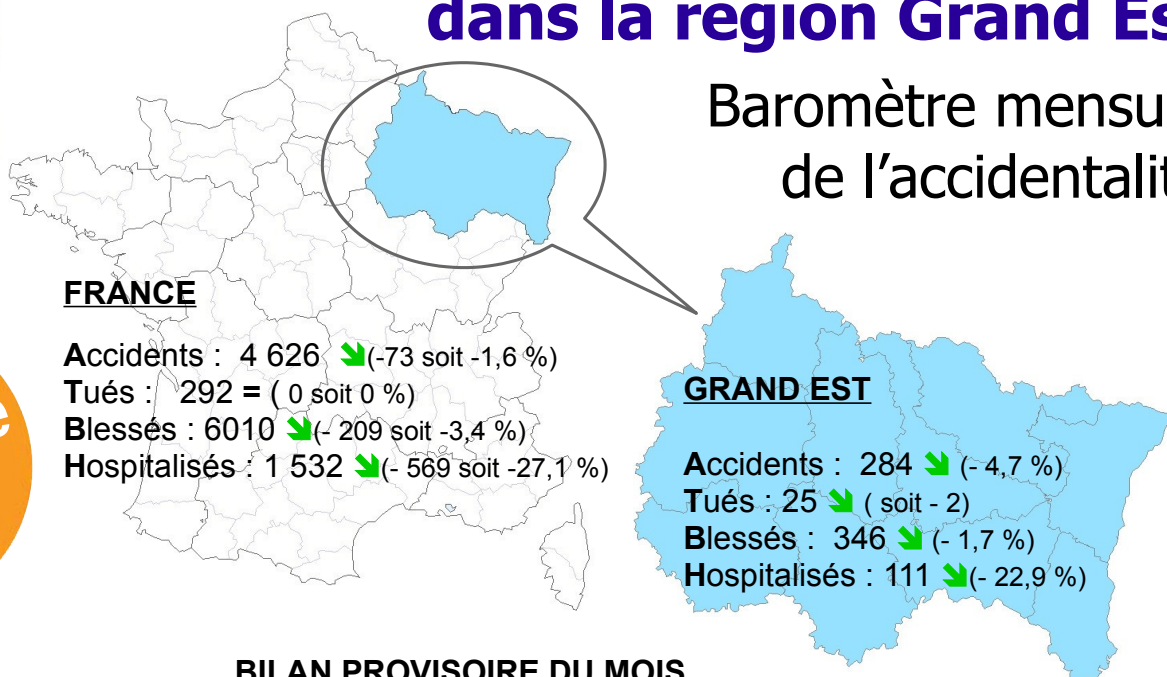 dans la région Grand Es
Baromètre mensu
de l’accidentalit
FRANCE
Accidents : 4 626 (-73 soit -1,6 %)
Tués : 292 = ( 0 soit 0 %)
Blessés : 6010 (- 209 soit -3,4 %)
Hospitalisés : 1 532 (- 569 soit -27,1 %)
e
GRAND EST
Accidents : 284 (- 4,7 %)
Tués : 25 ( soit - 2)
Blessés : 346 (- 1,7 %)
Hospitalisés : 111 (- 22,9 %)
BILAN PROVISOIRE DU MOIS